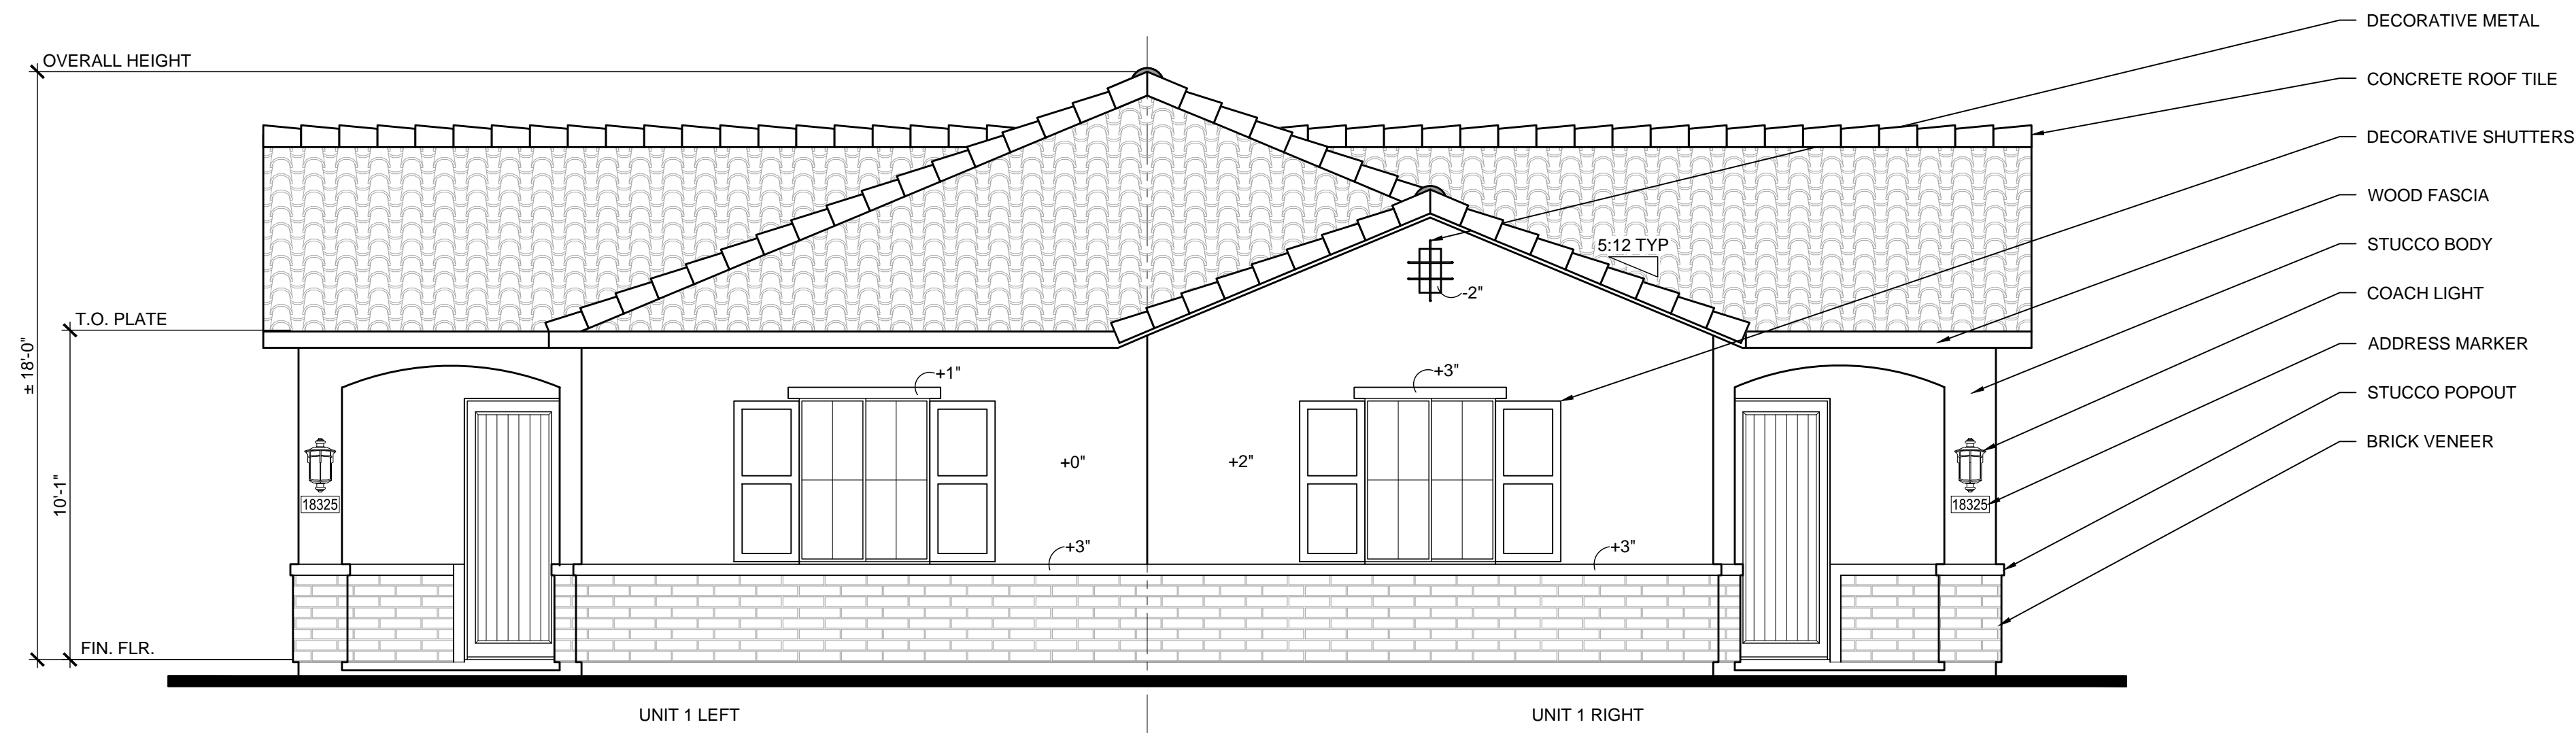 DECORATIVE METAL
OVERALL HEIGHT
CONCRETE ROOF TILE
DECORATIVE SHUTTERS
WOOD FASCIA
5:12 TYP
STUCCO BODY
-2"
COACH LIGHT
T.O. PLATE
± 18'-0"
ADDRESS MARKER
+1"
+3"
STUCCO POPOUT
BRICK VENEER
+0"
+2"
10'-1"
18325
18325
+3"
+3"
FIN. FLR.
UNIT 1 LEFT
UNIT 1 RIGHT